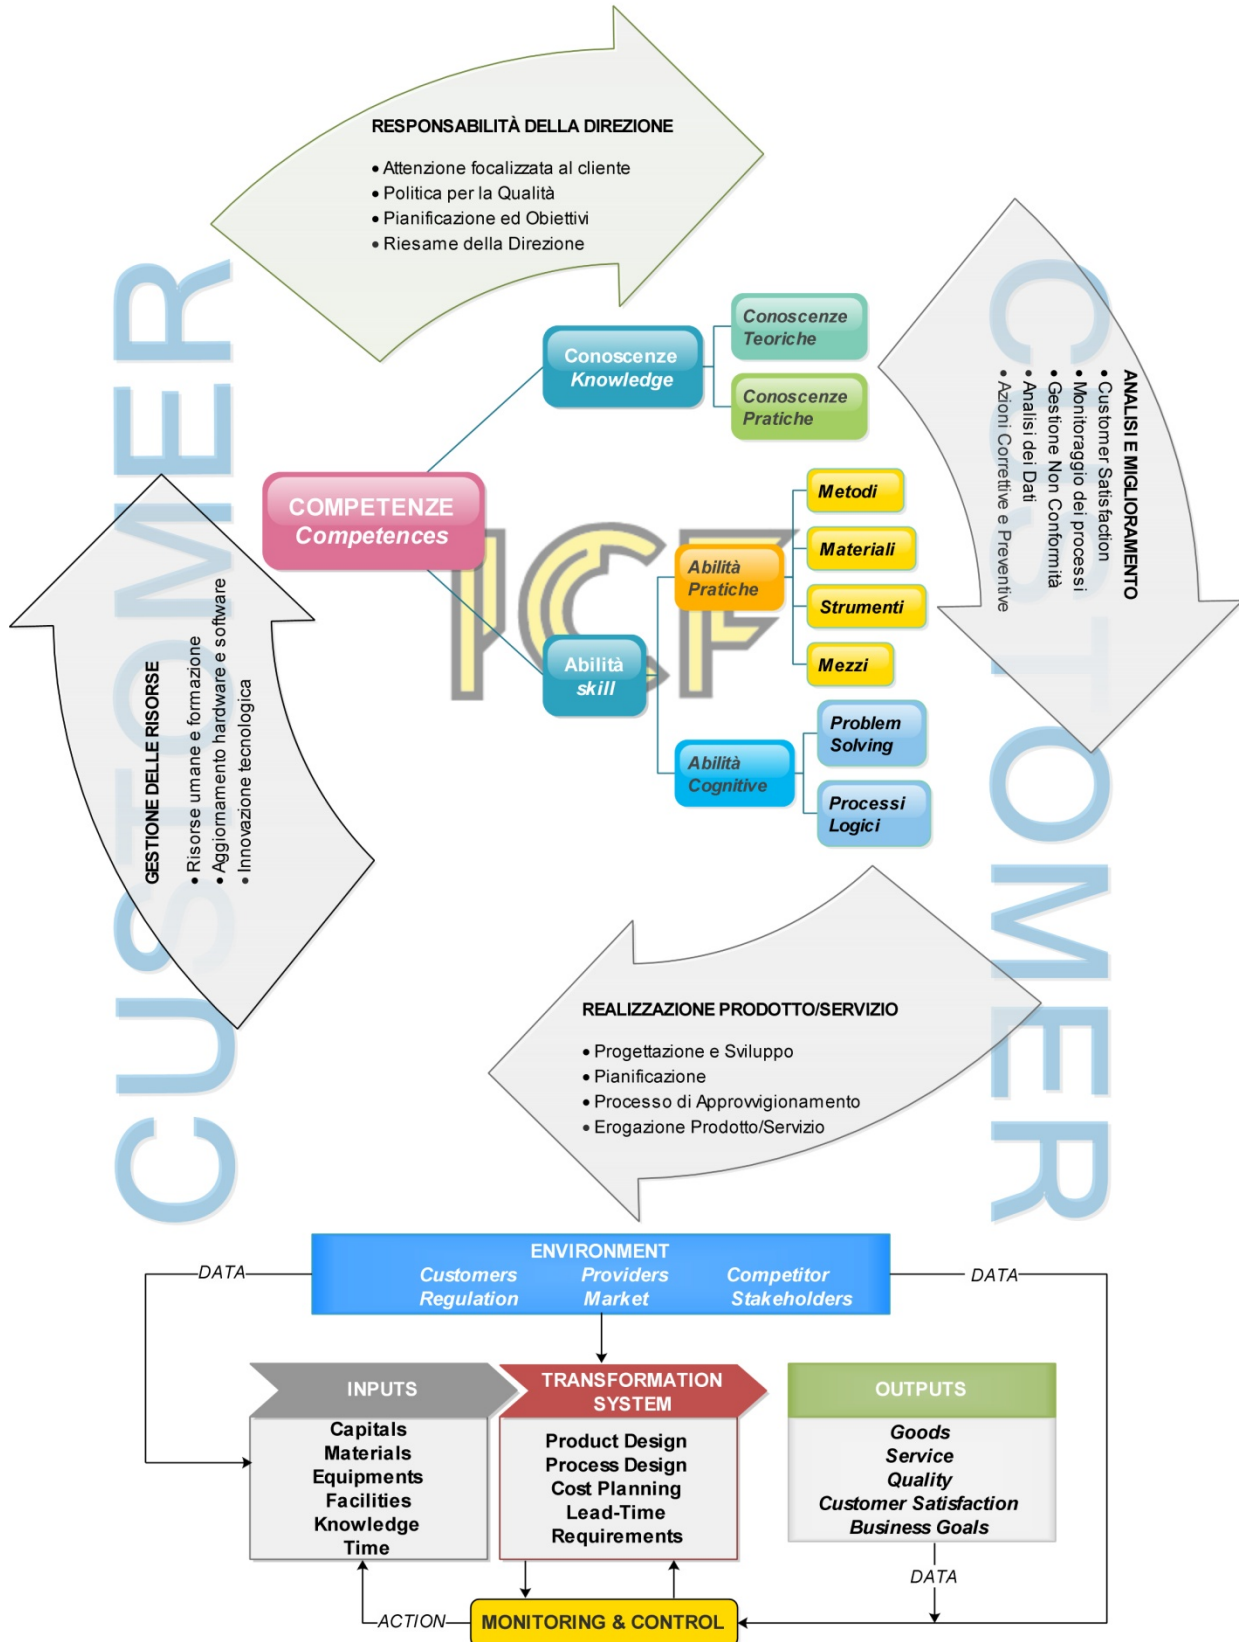 RESPONSABILITÀ DELLA DIREZIONE
• Attenzione focalizzata al cliente
• Politica per la Qualità
• Pianificazione ed Obiettivi
• Riesame della Direzione
CUSTOMER
CUSTOMER
ANALISI E MIGLIORAMENTO
• Customer Satisfaction
• Monitoraggio dei processi
• Gestione Non Conformità
• Analisi dei Dati
• Azioni Correttive e Preventive
Conoscenze
Knowledge
Conoscenze
Teoriche
Conoscenze
Pratiche
COMPETENZE
Competences
ICF
Abilità
skill
Abilità
Pratiche
Metodi
Materiali
Strumenti
Mezzi
Abilità
Cognitive
Problem
Solving
Processi
Logici
GESTIONE DELLE RISORSE
• Risorse umane e formazione
• Aggiornamento hardware e software
• Innovazione tecnologica
REALIZZAZIONE PRODOTTO/SERVIZIO
• Progettazione e Sviluppo
• Pianificazione
• Processo di Approvvigionamento
• Erogazione Prodotto/Servizio
ENVIRONMENT
Customers Providers Competitor
Regulation Market Stakeholders
DATA
DATA
INPUTS
Capitals
Materials
Equipments
Facilities
Knowledge
Time
TRANSFORMATION
SYSTEM
Product Design
Process Design
Cost Planning
Lead-Time
Requirements
OUTPUTS
Goods
Service
Quality
Customer Satisfaction
Business Goals
DATA
ACTION
MONITORING & CONTROL